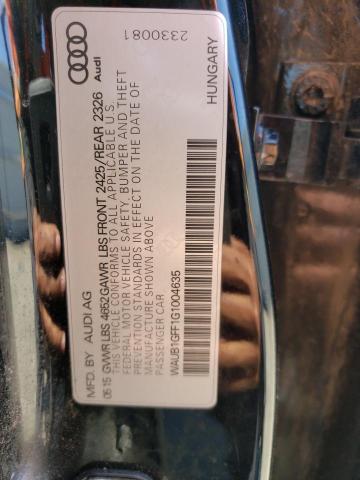 MFD. BY AUDI AG
05 15 GVWR LBS 4652 GAWR LBS FRONT 2425/REAR 2326
THIS VEHICLE CONFORMS TO ALL APPLICABLE U.S.
FEDERAL MOTOR VEHICLE SAFETY, BUMPER AND THEFT
PREVENTION STANDARDS IN EFFECT ON THE DATE OF
MANUFACTURE SHOWN ABOVE
PASSENGER CAR
WAUB1GFF1G1004635
2330081
Audi
HUNGARY